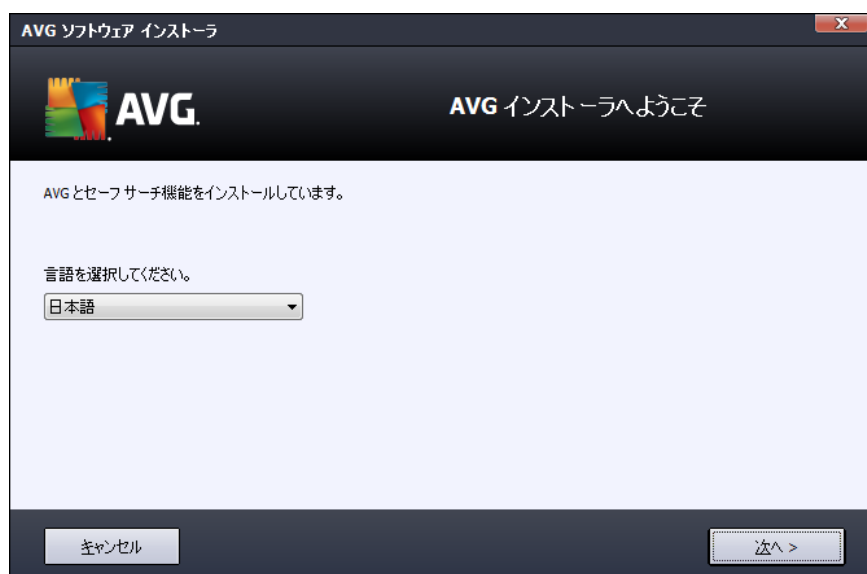 AVG ソフトウェア インストーラ
X
AVG.
AVG インストーラへようこそ
AVG とセーフ サーチ機能をインストールしています。
言語を選択してください。
日本語
キャンセル
次へ >